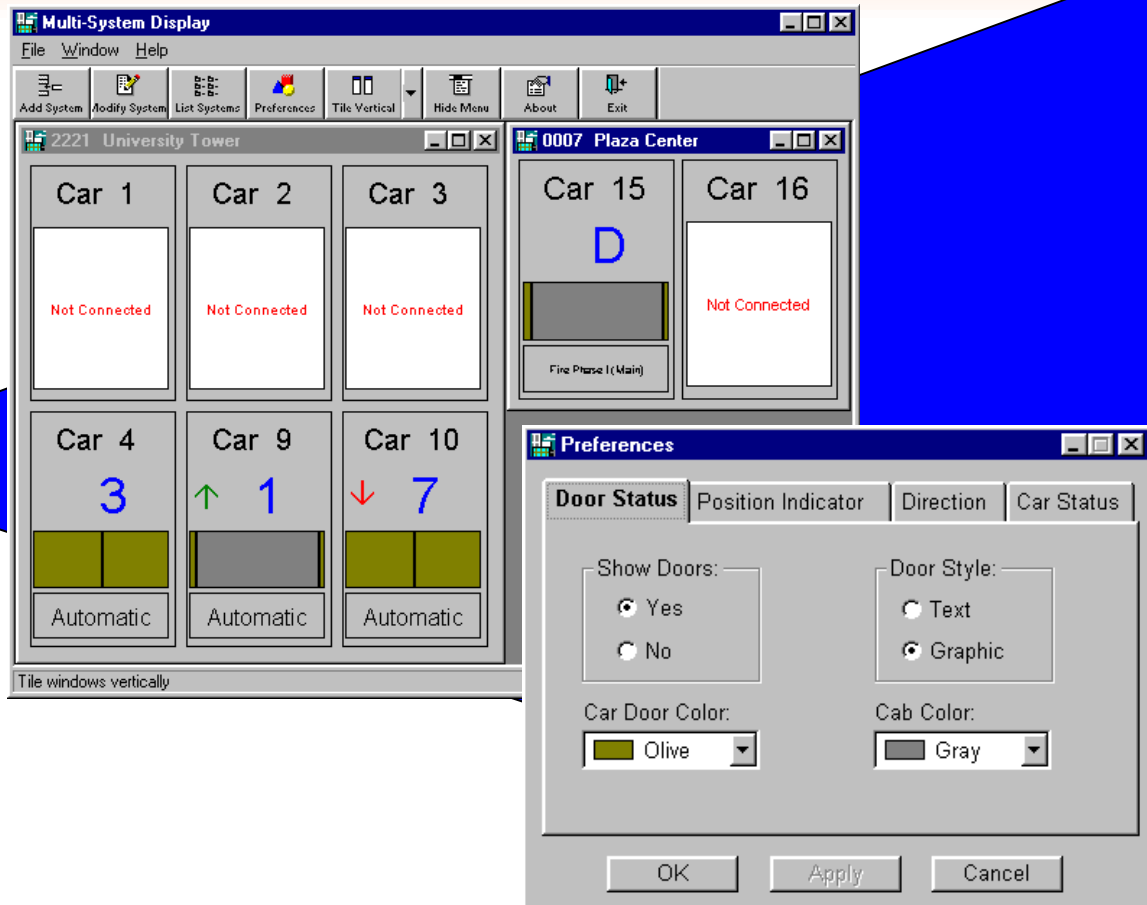 Multi-System Display
File Window Help
Add System Modify System List Systems Preferences Tile Vertical Hide Menu About Exit
2221 University Tower
Car 1 Car 2 Car 3
Not Connected Not Connected Not Connected
Car 4 Car 9 Car 10
3 ↑ 1 ↓ 7
Automatic Automatic Automatic
0007 Plaza Center
Car 15 Car 16
D
Not Connected
Fire Phase I (Main)
Tile windows vertically
Preferences
Door Status Position Indicator Direction Car Status
Show Doors: Door Style:
Yes Text
No Graphic
Car Door Color: Cab Color:
Olive Gray
OK Apply Cancel